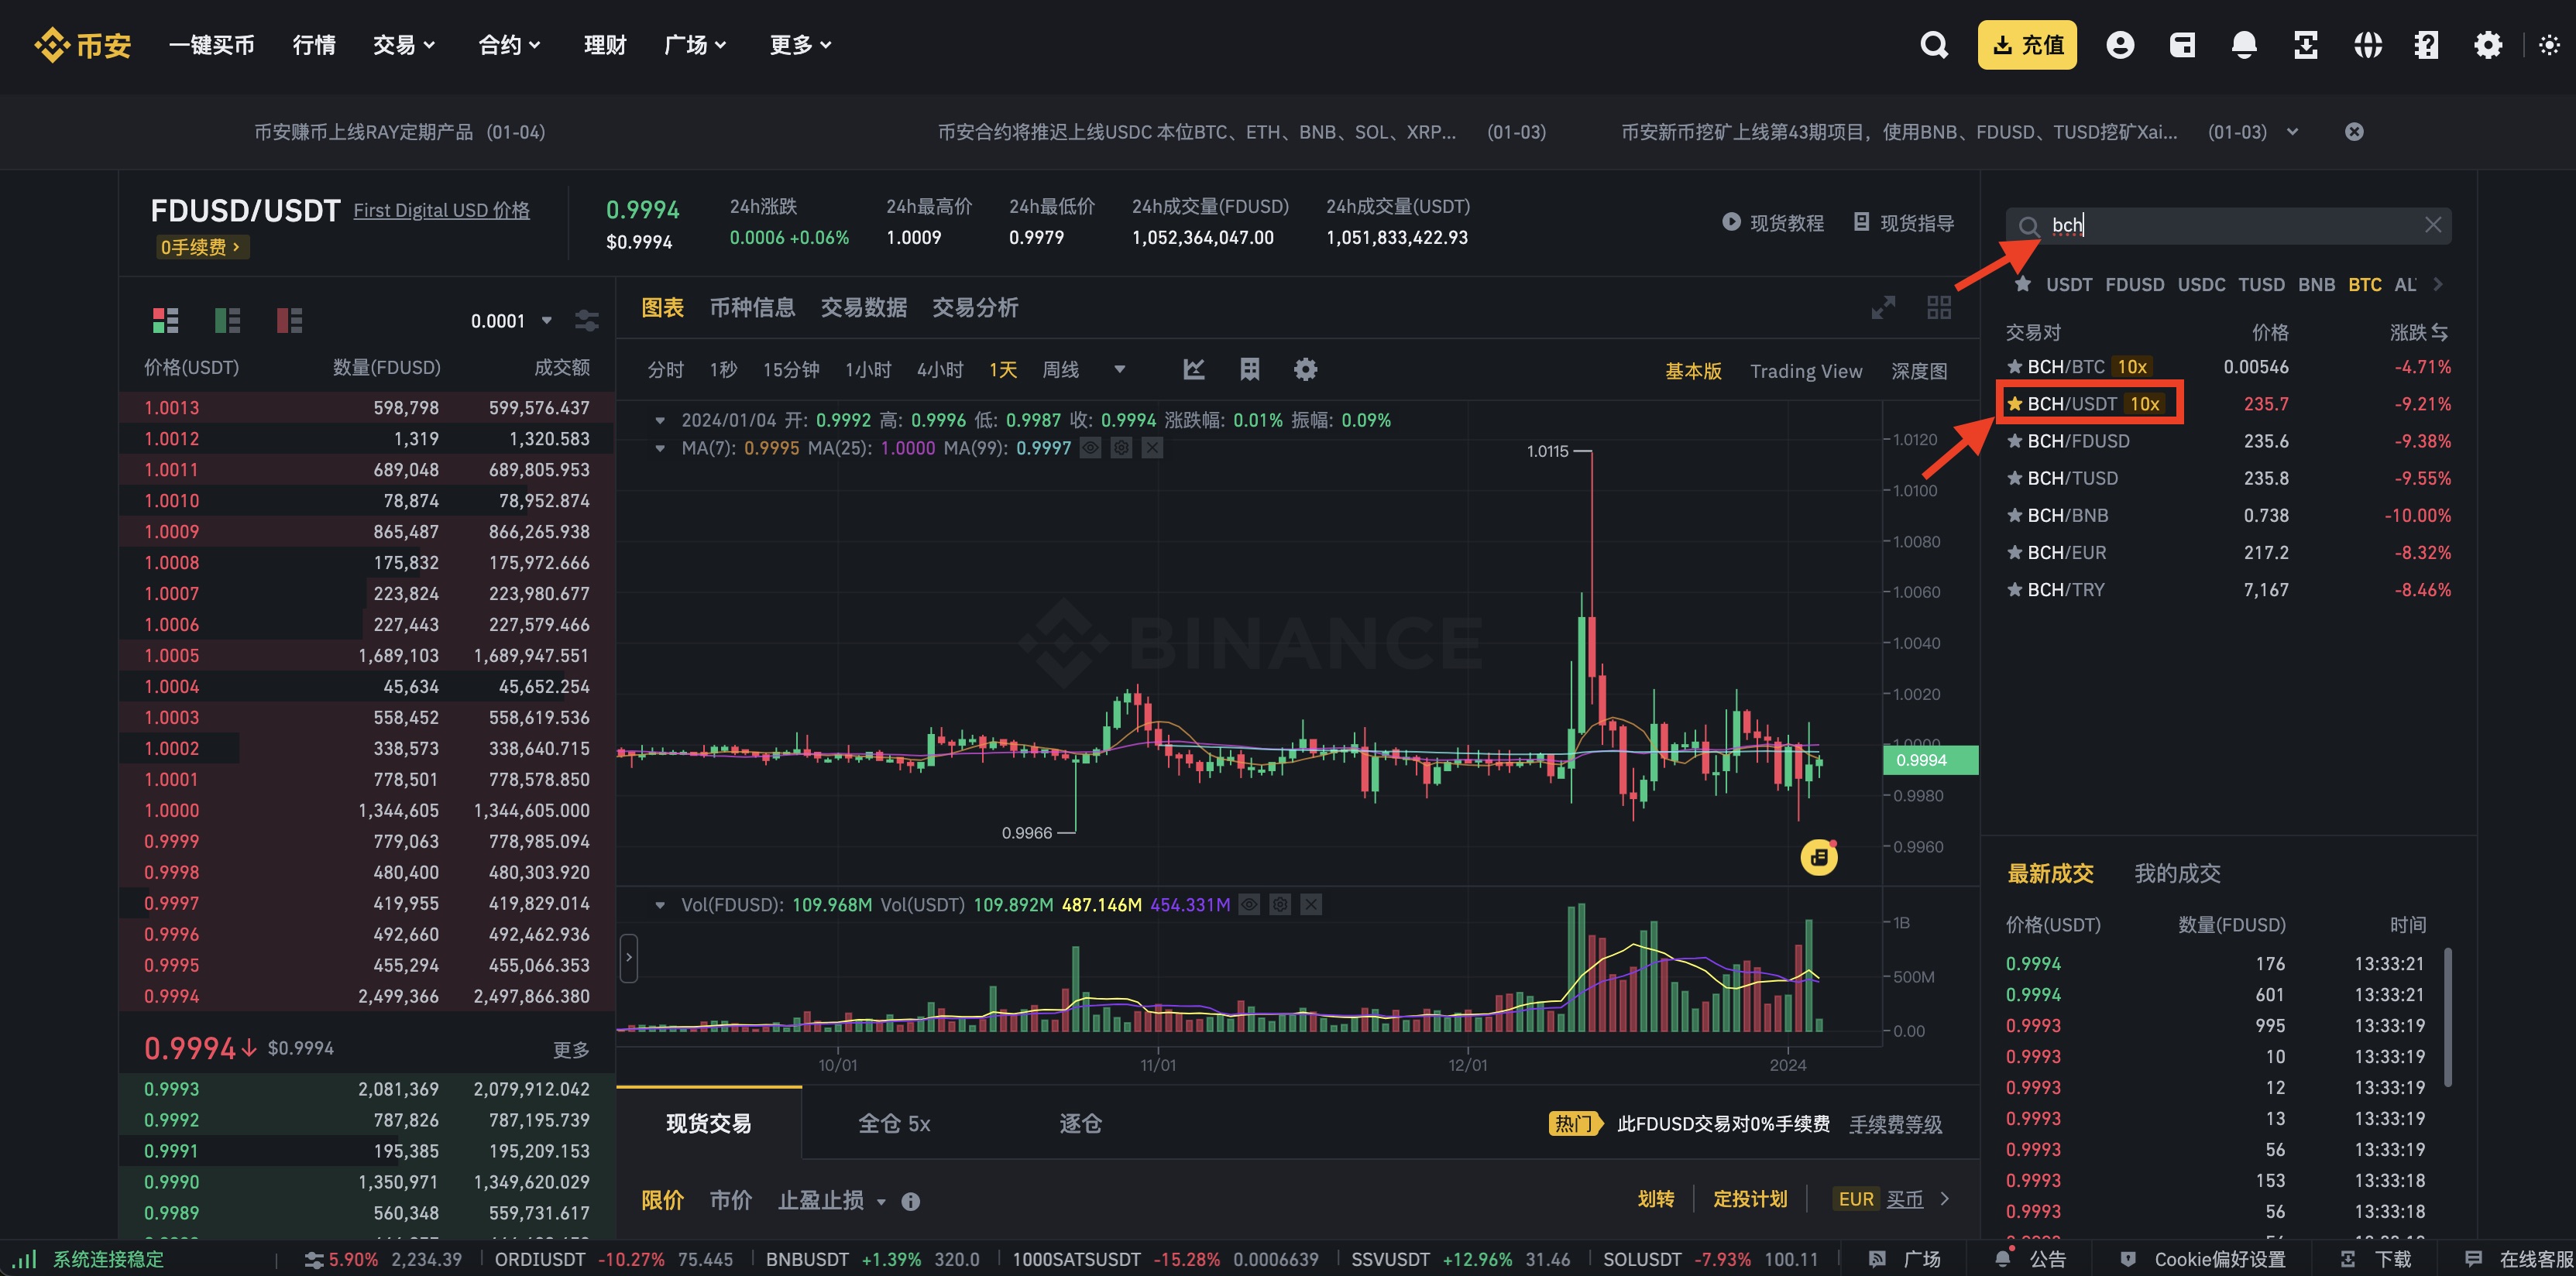 币安 一键买币 行情 交易 合约 理财 广场 更多 充值
币安赚币上线RAY定期产品 (01-04) 币安合约将推迟上线USDC 本位BTC、ETH、BNB、SOL、XRP... (01-03) 币安新币挖矿上线第43期项目，使用BNB、FDUSD、TUSD挖矿Xai... (01-03)
FDUSD/USDT First Digital USD 价格
0手续费
0.9994
$0.9994
24h涨跌
0.0006 +0.06%
24h最高价
1.0009
24h最低价
0.9979
24h成交量(FDUSD)
1,052,364,047.00
24h成交量(USDT)
1,051,833,422.93
现货教程 现货指导
0.0001
价格(USDT) 数量(FDUSD) 成交额
1.0013 598,798 599,576.437
1.0012 1,319 1,320.583
1.0011 689,048 689,805.953
1.0010 78,874 78,952.874
1.0009 865,487 866,265.938
1.0008 175,832 175,972.666
1.0007 223,824 223,980.677
1.0006 227,443 227,579.466
1.0005 1,689,103 1,689,947.551
1.0004 45,634 45,652.254
1.0003 558,452 558,619.536
1.0002 338,573 338,640.715
1.0001 778,501 778,578.850
1.0000 1,344,605 1,344,605.000
0.9999 779,063 778,985.094
0.9998 480,400 480,303.920
0.9997 419,955 419,829.014
0.9996 492,660 492,462.936
0.9995 455,294 455,066.353
0.9994 2,499,366 2,497,866.380
0.9994 $0.9994 更多
0.9993 2,081,369 2,079,912.042
0.9992 787,826 787,195.739
0.9991 195,385 195,209.153
0.9990 1,350,971 1,349,620.029
0.9989 560,348 559,731.617
图表 币种信息 交易数据 交易分析
分时 1秒 15分钟 1小时 4小时 1天 周线 基本版 Trading View 深度图
2024/01/04 开: 0.9992 高: 0.9996 低: 0.9987 收: 0.9994 涨跌幅: 0.01% 振幅: 0.09%
MA(7): 0.9995 MA(25): 1.0000 MA(99): 0.9997
1.0115
0.9966
BINANCE
1.0120
1.0100
1.0080
1.0060
1.0040
1.0020
1.0000
0.9994
0.9980
0.9960
Vol(FDUSD): 109.968M Vol(USDT) 109.892M 487.146M 454.331M
1B
500M
0.00
10/01 11/01 12/01 2024
现货交易 全仓 5x 逐仓 热门 此FDUSD交易对0%手续费 手续费等级
限价 市价 止盈止损 划转 定投计划 EUR 买币
bch
USDT FDUSD USDC TUSD BNB BTC AL
交易对 价格 涨跌
BCH/BTC 10x 0.00546 -4.71%
BCH/USDT 10x 235.7 -9.21%
BCH/FDUSD 235.6 -9.38%
BCH/TUSD 235.8 -9.55%
BCH/BNB 0.738 -10.00%
BCH/EUR 217.2 -8.32%
BCH/TRY 7,167 -8.46%
最新成交 我的成交
价格(USDT) 数量(FDUSD) 时间
0.9994 176 13:33:21
0.9994 601 13:33:21
0.9993 995 13:33:19
0.9993 10 13:33:19
0.9993 12 13:33:19
0.9993 13 13:33:19
0.9993 56 13:33:19
0.9993 153 13:33:18
0.9993 56 13:33:18
系统连接稳定 5.90% 2,234.39 ORDIUSDT -10.27% 75.445 BNBUSDT +1.39% 320.0 1000SATSUSDT -15.28% 0.0006639 SSVUSDT +12.96% 31.46 SOLUSDT -7.93% 100.11 广场 公告 Cookie偏好设置 下载 在线客服